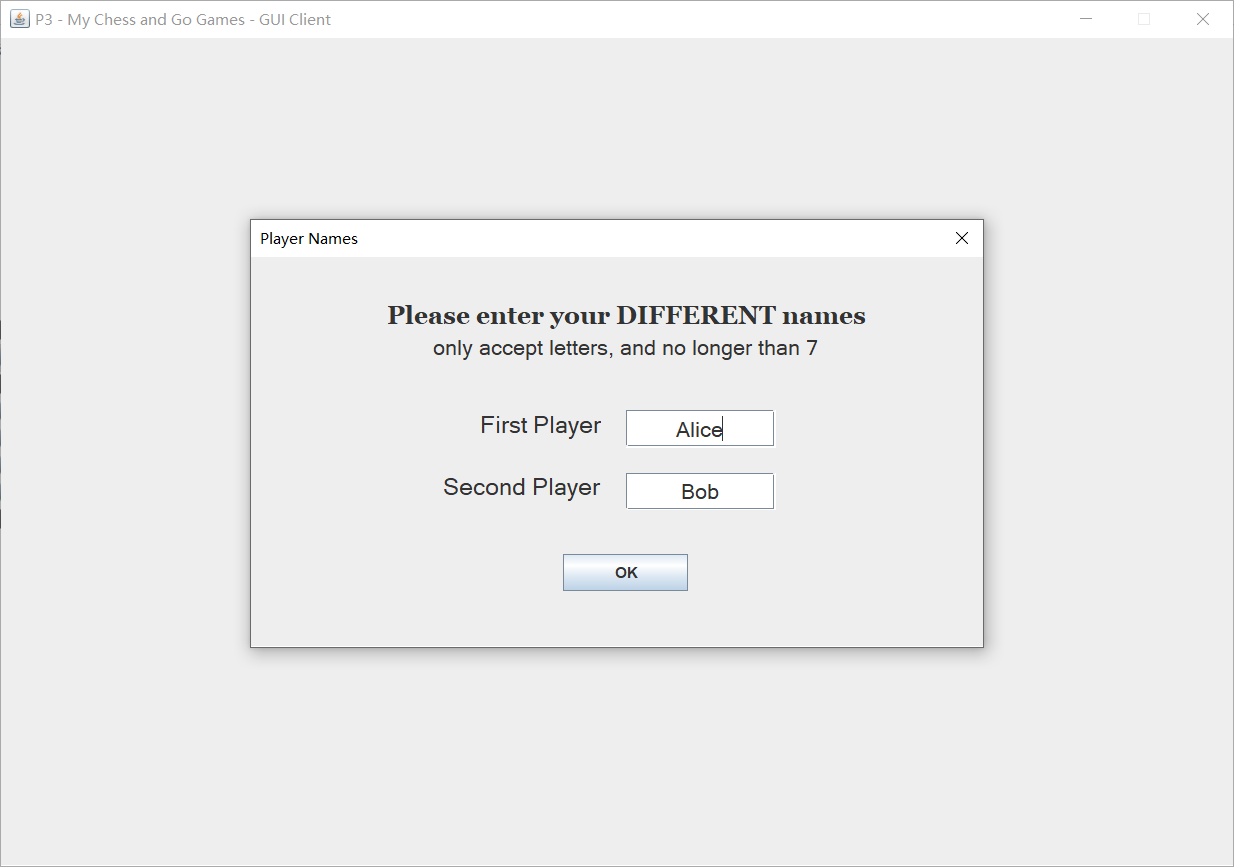 P3 - My Chess and Go Games - GUI Client
Player Names
Please enter your DIFFERENT names
only accept letters, and no longer than 7
First Player Alice
Second Player Bob
OK